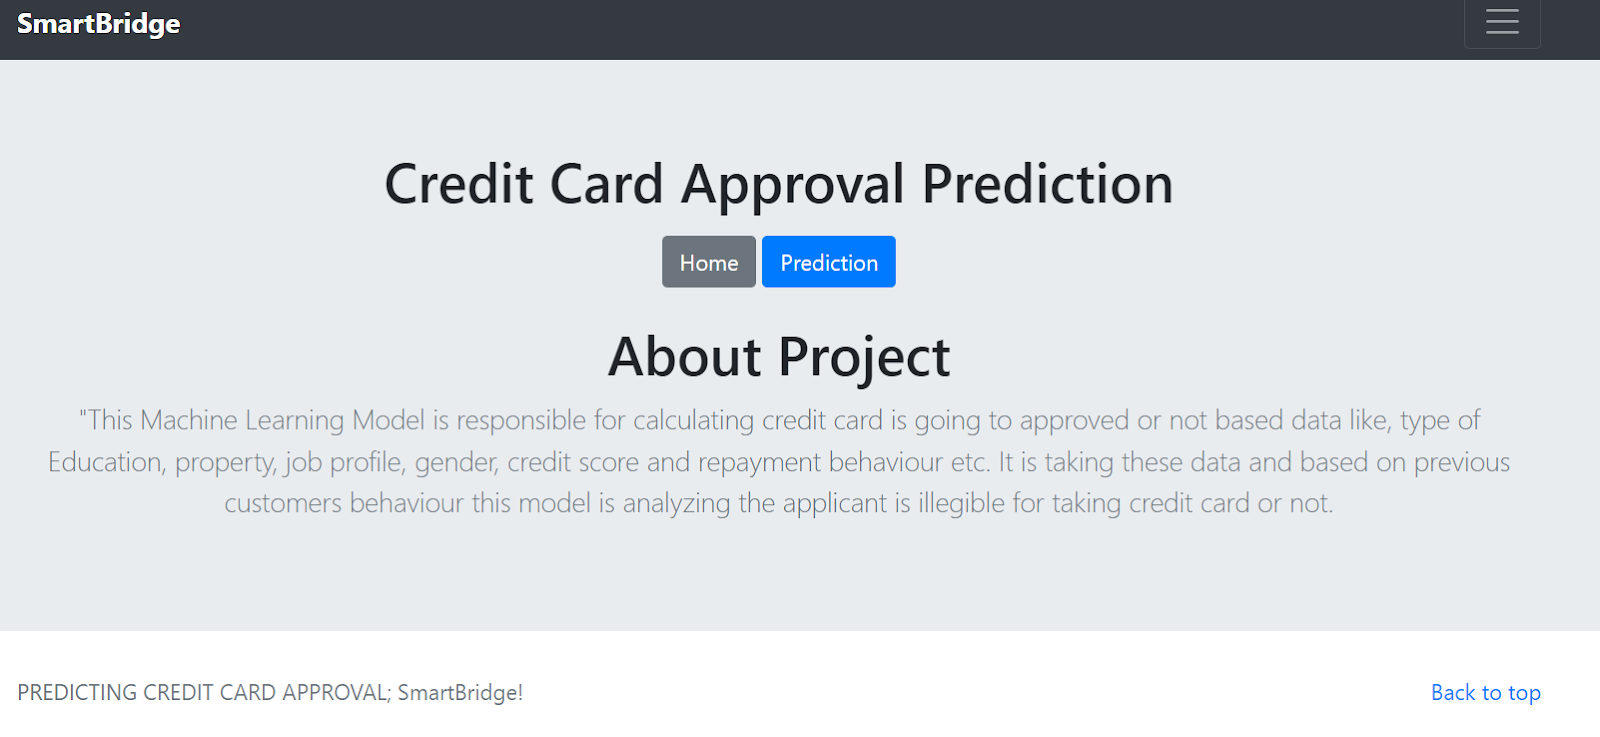 SmartBridge
Credit Card Approval Prediction
Home Prediction
About Project
"This Machine Learning Model is responsible for calculating credit card is going to approved or not based data like, type of
Education, property, job profile, gender, credit score and repayment behaviour etc. It is taking these data and based on previous
customers behaviour this model is analyzing the applicant is illegible for taking credit card or not.
PREDICTING CREDIT CARD APPROVAL; SmartBridge! Back to top